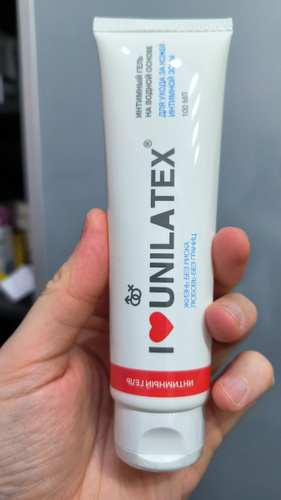 ИНТИМНЫЙ ГЕЛЬ
НА ВОДНОЙ ОСНОВЕ
ДЛЯ УХОДА ЗА КОЖЕЙ
ИНТИМНОЙ ЗОНЫ
100 МЛ
I ❤ UNILATEX®
ЖИЗНЬ БЕЗ РИСКА
ЛЮБОВЬ БЕЗ ГРАНИЦ
ИНТИМНЫЙ ГЕЛЬ